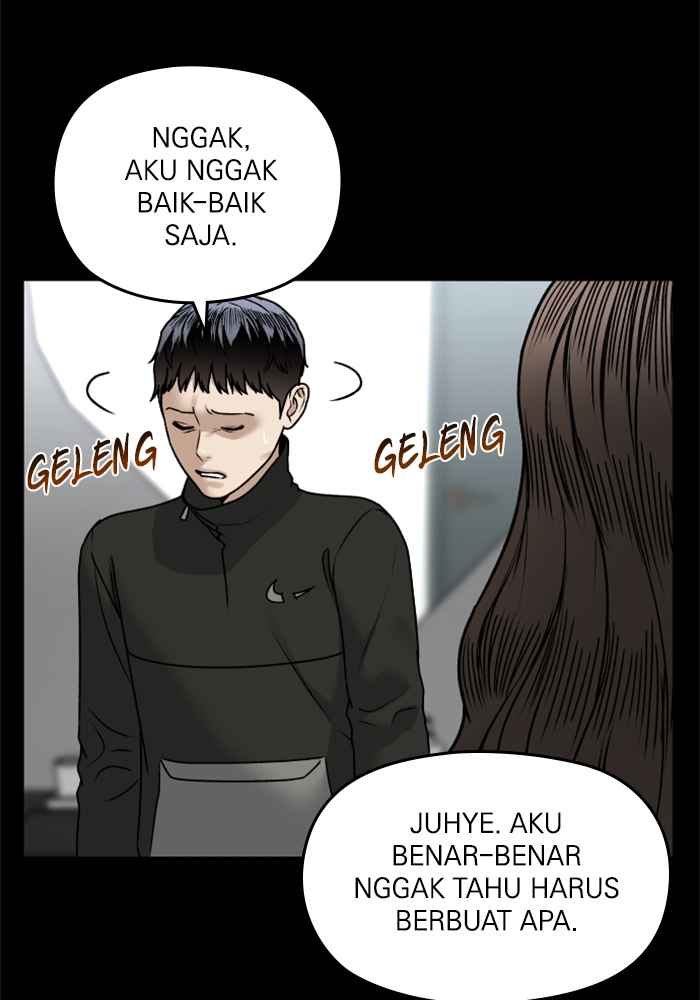 NGGAK,
AKU NGGAK
BAIK-BAIK
SAJA.
GELENG
GELENG
JUHYE. AKU
BENAR-BENAR
NGGAK TAHU HARUS
BERBUAT APA.